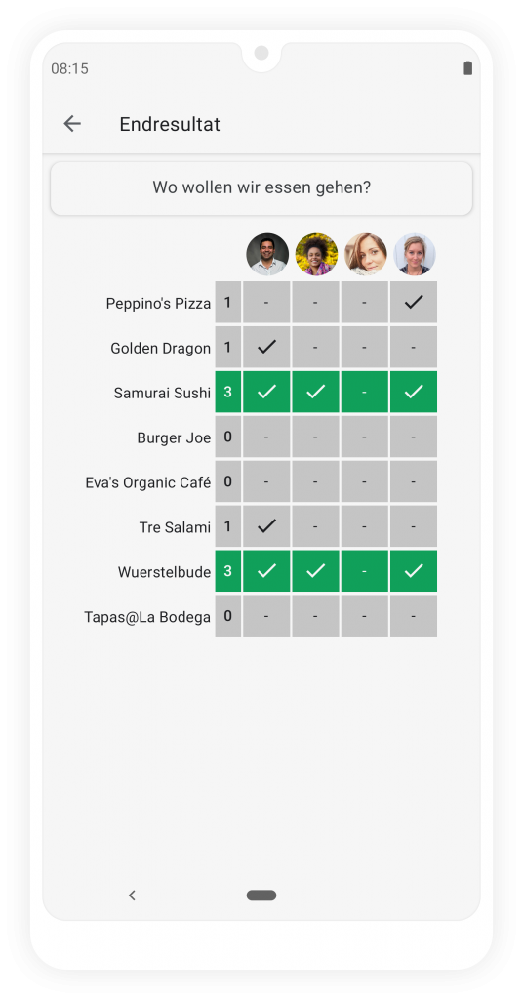 08:15
Endresultat
Wo wollen wir essen gehen?
Peppino's Pizza 1 - - - ✓
Golden Dragon 1 ✓ - - -
Samurai Sushi 3 ✓ ✓ - ✓
Burger Joe 0 - - - -
Eva's Organic Café 0 - - - -
Tre Salami 1 ✓ - - -
Wuerstelbude 3 ✓ ✓ - ✓
Tapas@La Bodega 0 - - - -